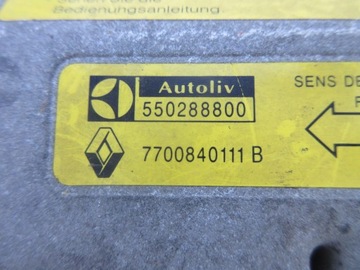 Bedienungsanleitung
Autoliv
550288800
SENS DE
7700840111 B